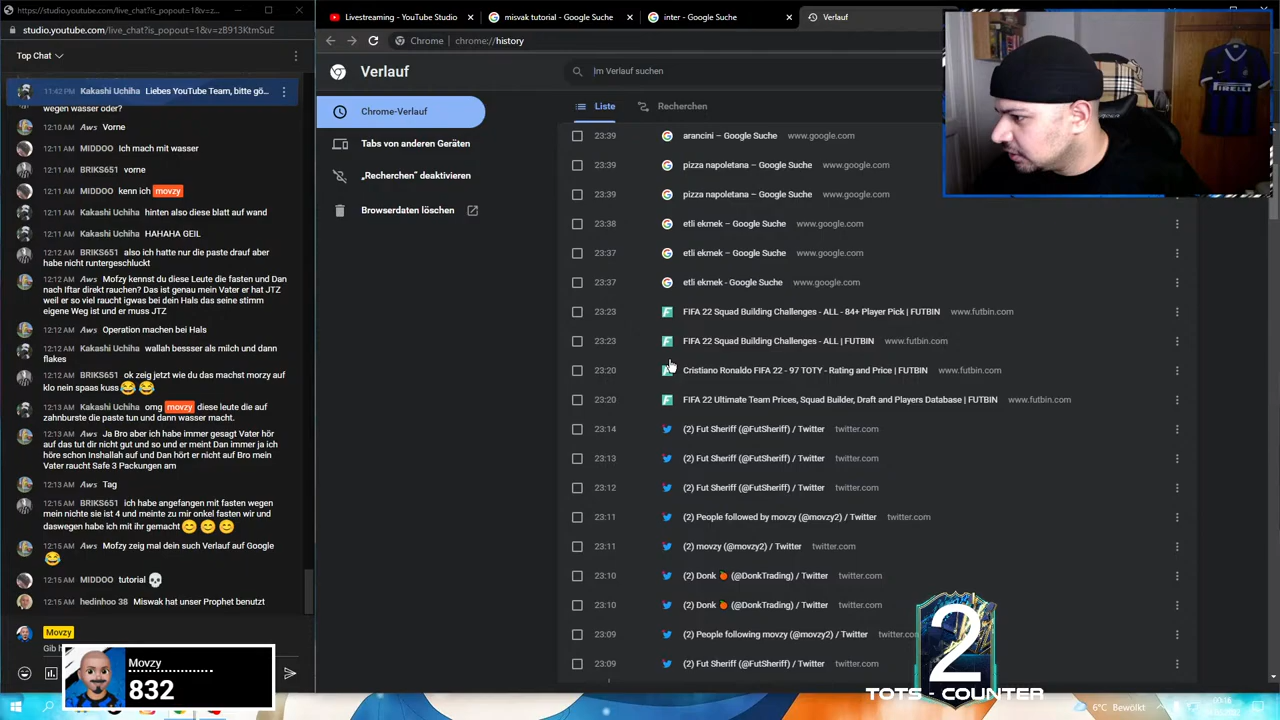 https://studio.youtube.com/live_chat?is_popout=1&v=z...
studio.youtube.com/live_chat?is_popout=1&v=zB913KtmSuE
Top Chat
11:42 PM Kakashi Uchiha Liebes YouTube Team, bitte gö...
wegen wasser oder?
12:10 AM Aws Vorne
12:11 AM MIDDOO Ich mach mit wasser
12:11 AM BRIKS651 vorne
12:11 AM MIDDOO kenn ich movzy
12:11 AM Kakashi Uchiha hinten also diese blatt auf wand
12:11 AM Kakashi Uchiha HAHAHA GEIL
12:12 AM BRIKS651 also ich hatte nur die paste drauf aber
habe nicht runtergeschluckt
12:12 AM Aws Mofzy kennst du diese Leute die fasten und Dan
nach Iftar direkt rauchen? Das ist genau mein Vater er hat JTZ
weil er so viel raucht igwas bei dein Hals das seine stimm
eigene Weg ist und er muss JTZ
12:12 AM Aws Operation machen bei Hals
12:12 AM Kakashi Uchiha wallah bessser als milch und dann
flakes
12:12 AM BRIKS651 ok zeig jetzt wie du das machst morzy auf
klo nein spaas kuss😂 😂
12:13 AM Kakashi Uchiha omg movzy diese leute die auf
zahnburste die paste tun und dann wasser macht.
12:13 AM Aws Ja Bro aber ich habe immer gesagt Vater hör
auf das tut dir nicht gut und so und er meint Dan immer ja ich
höre schon Inshallah auf und Dan hört er nicht auf Bro mein
Vater raucht Safe 3 Packungen am
12:13 AM Aws Tag
12:15 AM BRIKS651 ich habe angefangen mit fasten wegen
mein nichte sie ist 4 und meinte zu mir onkel fasten wir und
daswegen habe ich mit ihr gemacht 😊 😊 😊
12:15 AM Aws Mofzy zeig mal dein such Verlauf auf Google
😂
12:15 AM MIDDOO tutorial 💀
12:15 AM hedinhoo 38 Miswak hat unser Prophet benutzt
Movzy
Movzy
832
Livestreaming - YouTube Studio
misvak tutorial - Google Suche
inter - Google Suche
Verlauf
Chrome | chrome://history
Verlauf
Im Verlauf suchen
Chrome-Verlauf
Tabs von anderen Geräten
„Recherchen“ deaktivieren
Browserdaten löschen
Liste
Recherchen
23:39 arancini – Google Suche www.google.com
23:39 pizza napoletana – Google Suche www.google.com
23:39 pizza napoletana – Google Suche www.google.com
23:38 etli ekmek – Google Suche www.google.com
23:37 etli ekmek – Google Suche www.google.com
23:37 etli ekmek - Google Suche www.google.com
23:23 FIFA 22 Squad Building Challenges - ALL - 84+ Player Pick | FUTBIN www.futbin.com
23:23 FIFA 22 Squad Building Challenges - ALL | FUTBIN www.futbin.com
23:20 Cristiano Ronaldo FIFA 22 - 97 TOTY - Rating and Price | FUTBIN www.futbin.com
23:20 FIFA 22 Ultimate Team Prices, Squad Builder, Draft and Players Database | FUTBIN www.futbin.com
23:14 (2) Fut Sheriff (@FutSheriff) / Twitter twitter.com
23:13 (2) Fut Sheriff (@FutSheriff) / Twitter twitter.com
23:12 (2) Fut Sheriff (@FutSheriff) / Twitter twitter.com
23:11 (2) People followed by movzy (@movzy2) / Twitter twitter.com
23:11 (2) movzy (@movzy2) / Twitter twitter.com
23:10 (2) Donk 🍊 (@DonkTrading) / Twitter twitter.com
23:10 (2) Donk 🍊 (@DonkTrading) / Twitter twitter.com
23:09 (2) People following movzy (@movzy2) / Twitter
23:09 (2) Fut Sheriff (@FutSheriff) / Twitter twitter.com
PIRELLI
2
TOTS - COUNTER
6°C Bewölkt